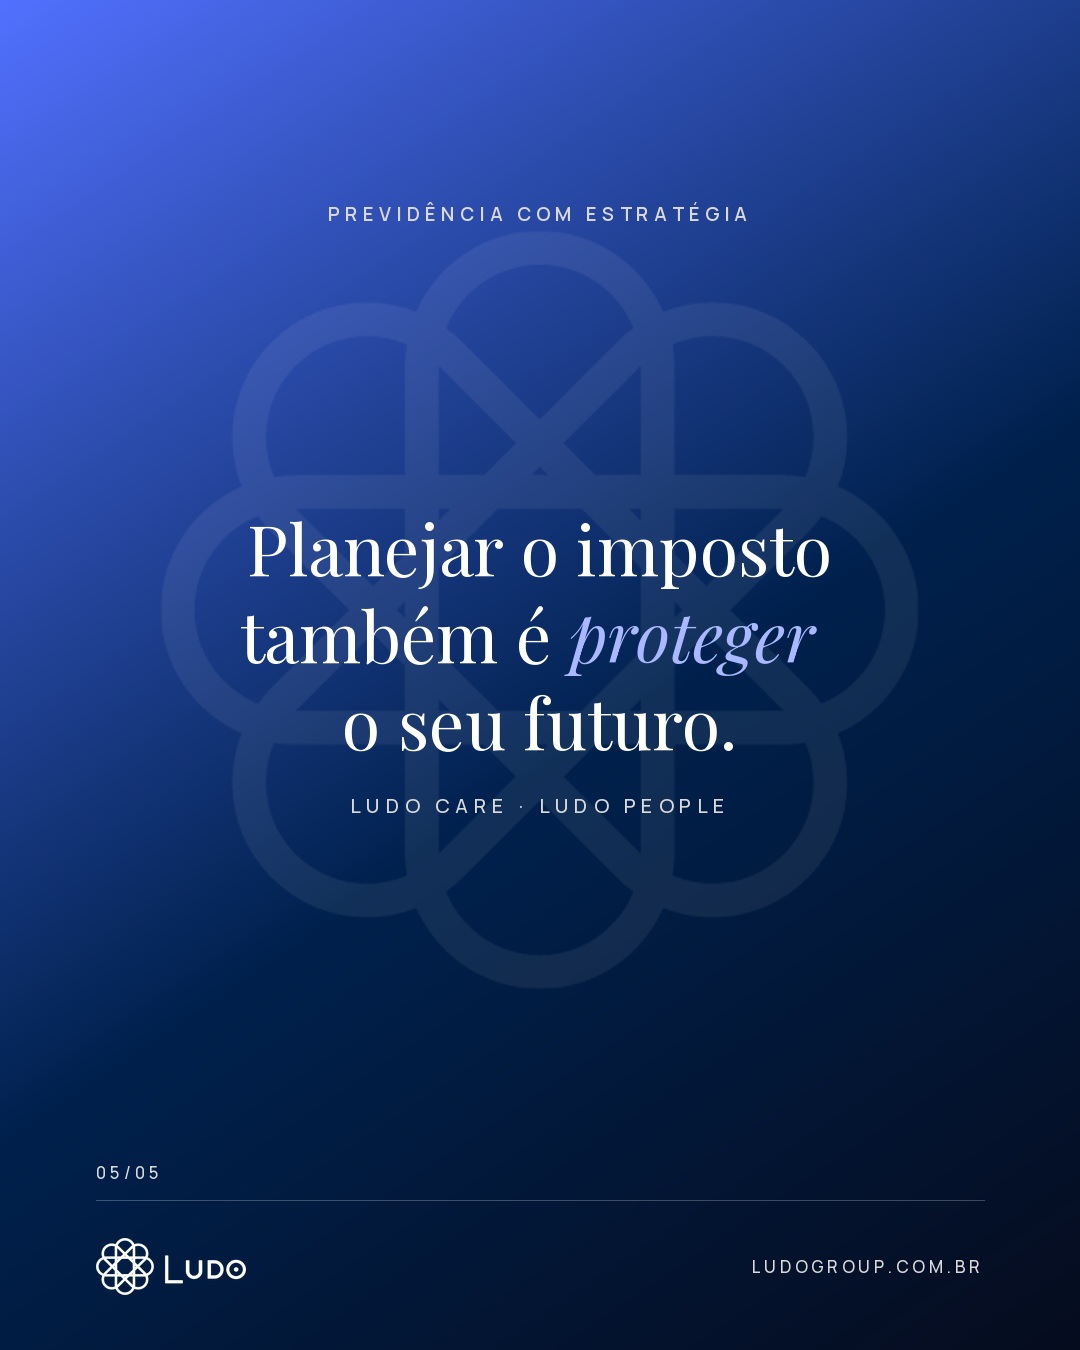 PREVIDÊNCIA COM ESTRATÉGIA
Planejar o imposto
também é proteger
o seu futuro.
LUDO CARE · LUDO PEOPLE
05/05
LUDO
LUDOGROUP.COM.BR